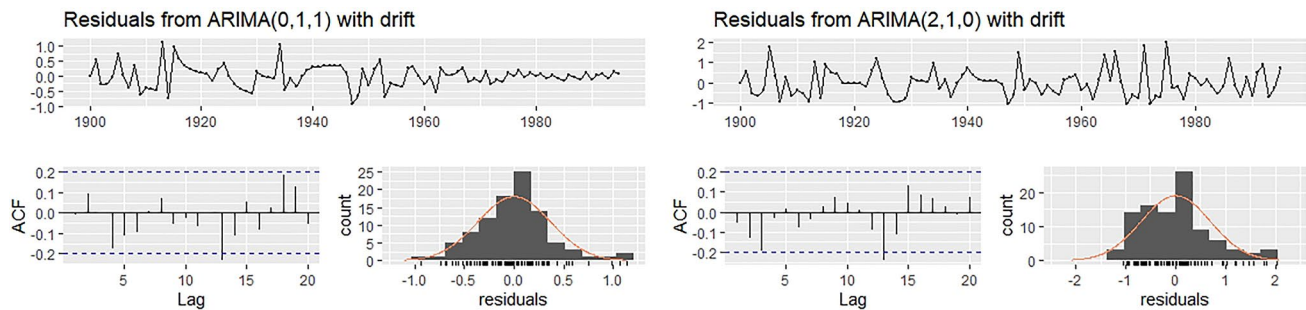 Residuals from ARIMA(0,1,1) with drift
1.0
0.5
0.0
-0.5
-1.0
1900 1920 1940 1960 1980
ACF
0.2
0.1
0.0
-0.1
-0.2
5 10 15 20
Lag
count
25
20
15
10
5
0
-1.0 -0.5 0.0 0.5 1.0
residuals
Residuals from ARIMA(2,1,0) with drift
2
1
0
-1
1900 1920 1940 1960 1980
ACF
0.2
0.1
0.0
-0.1
-0.2
5 10 15 20
Lag
count
20
10
0
-2 -1 0 1 2
residuals